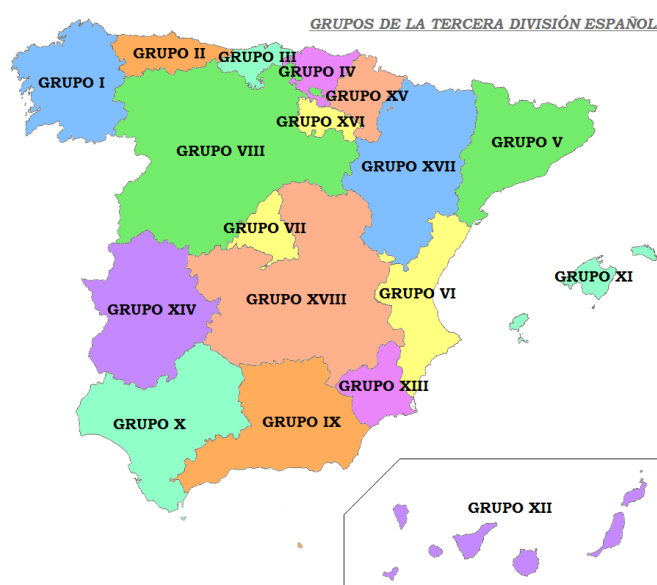 GRUPOS DE LA TERCERA DIVISIÓN ESPAÑOL
GRUPO I
GRUPO II
GRUPO III
GRUPO IV
GRUPO XV
GRUPO XVI
GRUPO VIII
GRUPO XVII
GRUPO V
GRUPO VII
GRUPO XI
GRUPO XIV
GRUPO XVIII
GRUPO VI
GRUPO XIII
GRUPO X
GRUPO IX
GRUPO XII